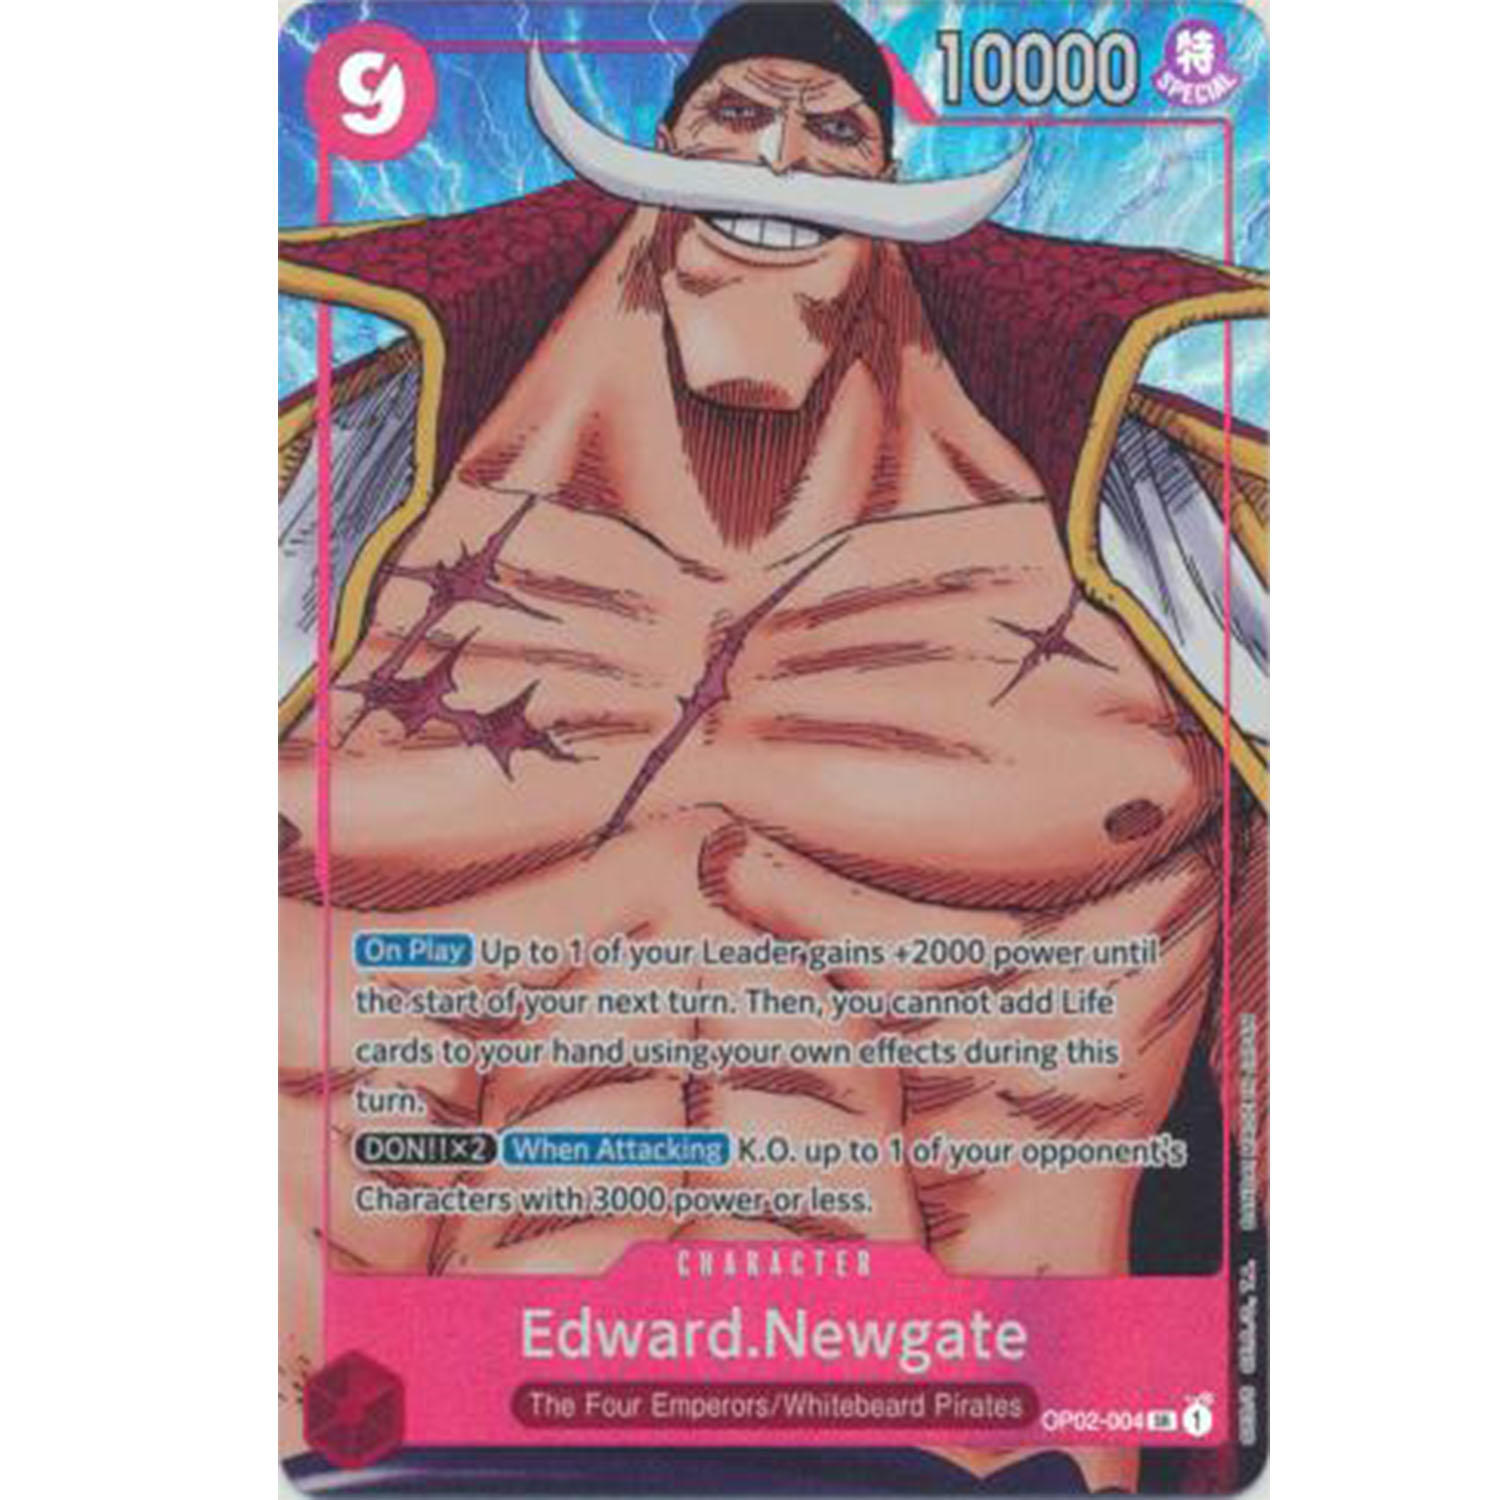 9
10000
特
SPECIAL
On Play Up to 1 of your Leader gains +2000 power until
the start of your next turn. Then, you cannot add Life
cards to your hand using your own effects during this
turn.
DON!!×2 When Attacking K.O. up to 1 of your opponent's
Characters with 3000 power or less.
CHARACTER
Edward.Newgate
The Four Emperors/Whitebeard Pirates
OP02-004 SR 1